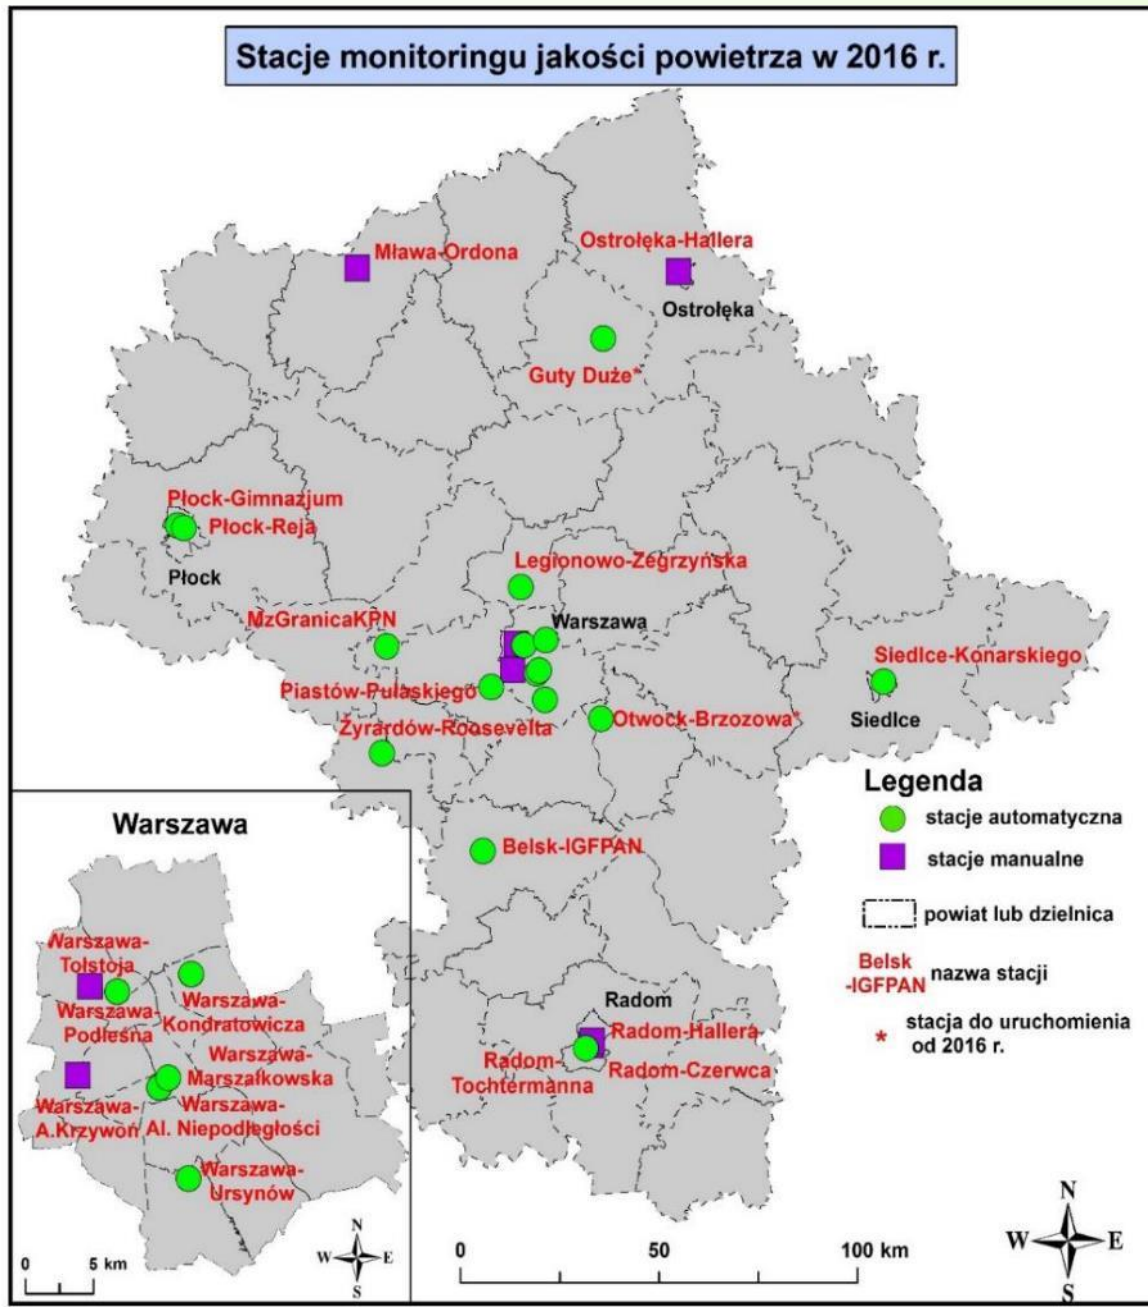 Stacje monitoringu jakości powietrza w 2016 r.
Mława-Ordona
Ostrołęka-Hallera
Ostrołęka
Guty Duże*
Płock-Gimnazjum
Płock-Reja
Płock
Legionowo-Zegrzyńska
Warszawa
MzGranicaKPN
Piastów-Pułaskiego
Siedlce-Konarskiego
Siedlce
Otwock-Brzozowa*
Żyrardów-Roosevelta
Belsk-IGFPAN
Radom
Radom-Hallera
Radom-
Tochtermanna
Radom-Czerwca
Legenda
stacje automatyczna
stacje manualne
powiat lub dzielnica
Belsk
-IGFPAN
nazwa stacji
*
stacja do uruchomienia
od 2016 r.
Warszawa
Warszawa-
Tołstoja
Warszawa-
Podleśna
Warszawa-
Kondratowicza
Warszawa-
Marszałkowska
Warszawa-
A.Krzywoń
Warszawa-
Al. Niepodległości
Warszawa-
Ursynów
N
W
E
S
0
5 km
0
50
100 km
N
W
E
S